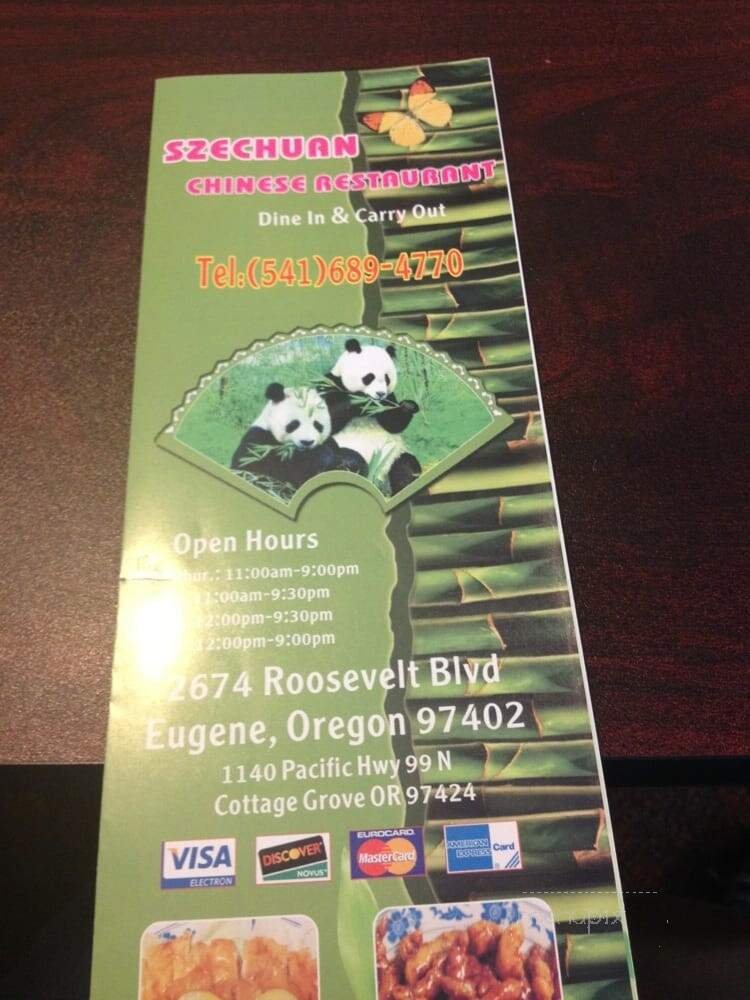 SZECHUAN
CHINESE RESTAURANT
Dine In & Carry Out
Tel:(541)689-4770
Open Hours
11:00am-9:00pm
11:00am-9:30pm
12:00pm-9:30pm
12:00pm-9:00pm
2674 Roosevelt Blvd
Eugene, Oregon 97402
1140 Pacific Hwy 99 N
Cottage Grove OR 97424
VISA
ELECTRON
DISCOVER
NOVUS
EUROCARD
MasterCard
AMERICAN EXPRESS Card